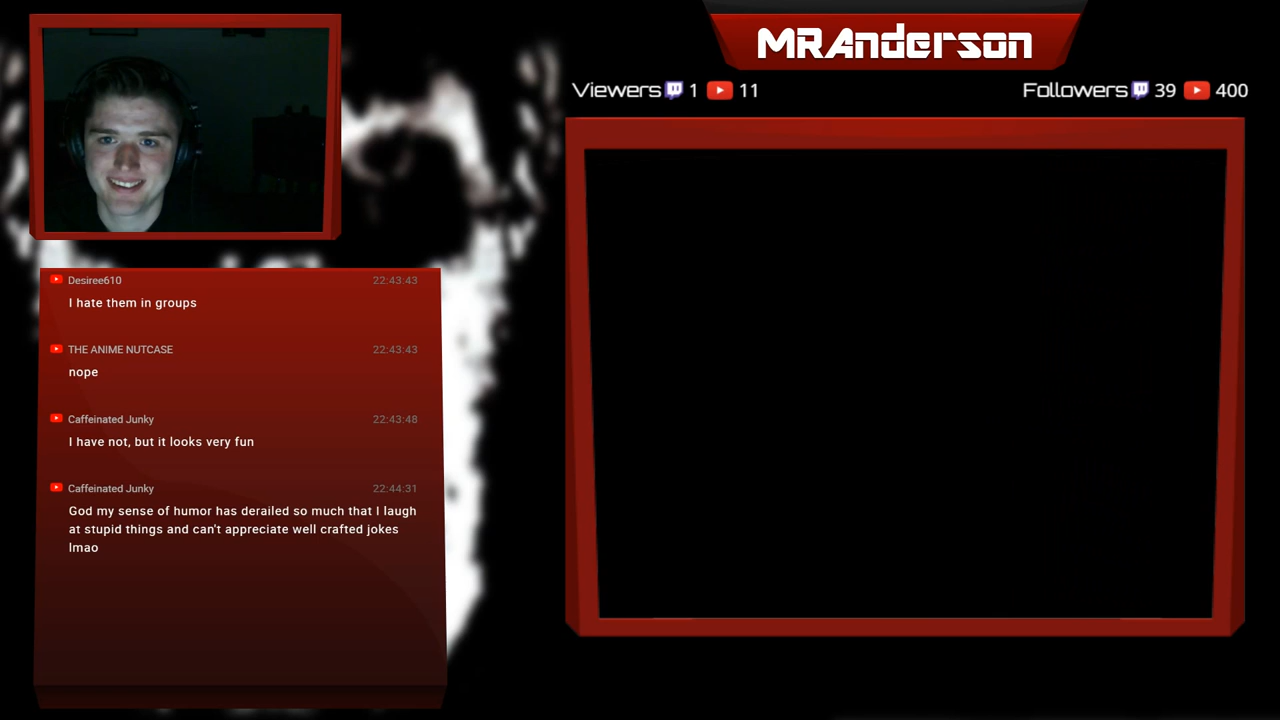 MRAnderson
Viewers 1 11
Followers 39 400
Desiree610 22:43:43
I hate them in groups
THE ANIME NUTCASE 22:43:43
nope
Caffeinated Junky 22:43:48
I have not, but it looks very fun
Caffeinated Junky 22:44:31
God my sense of humor has derailed so much that I laugh
at stupid things and can't appreciate well crafted jokes
lmao